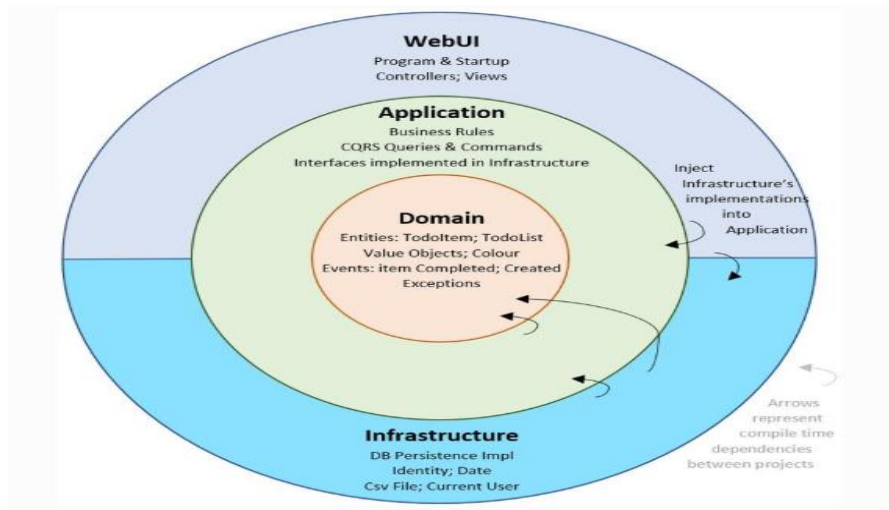 WebUI
Program & Startup
Controllers; Views
Application
Business Rules
CQRS Queries & Commands
Interfaces implemented in Infrastructure
Inject
Infrastructure's
implementations
into
Application
Domain
Entities: TodoItem; TodoList
Value Objects; Colour
Events: item Completed; Created
Exceptions
Arrows
represent
compile time
dependencies
between projects
Infrastructure
DB Persistence Impl
Identity; Date
Csv File; Current User